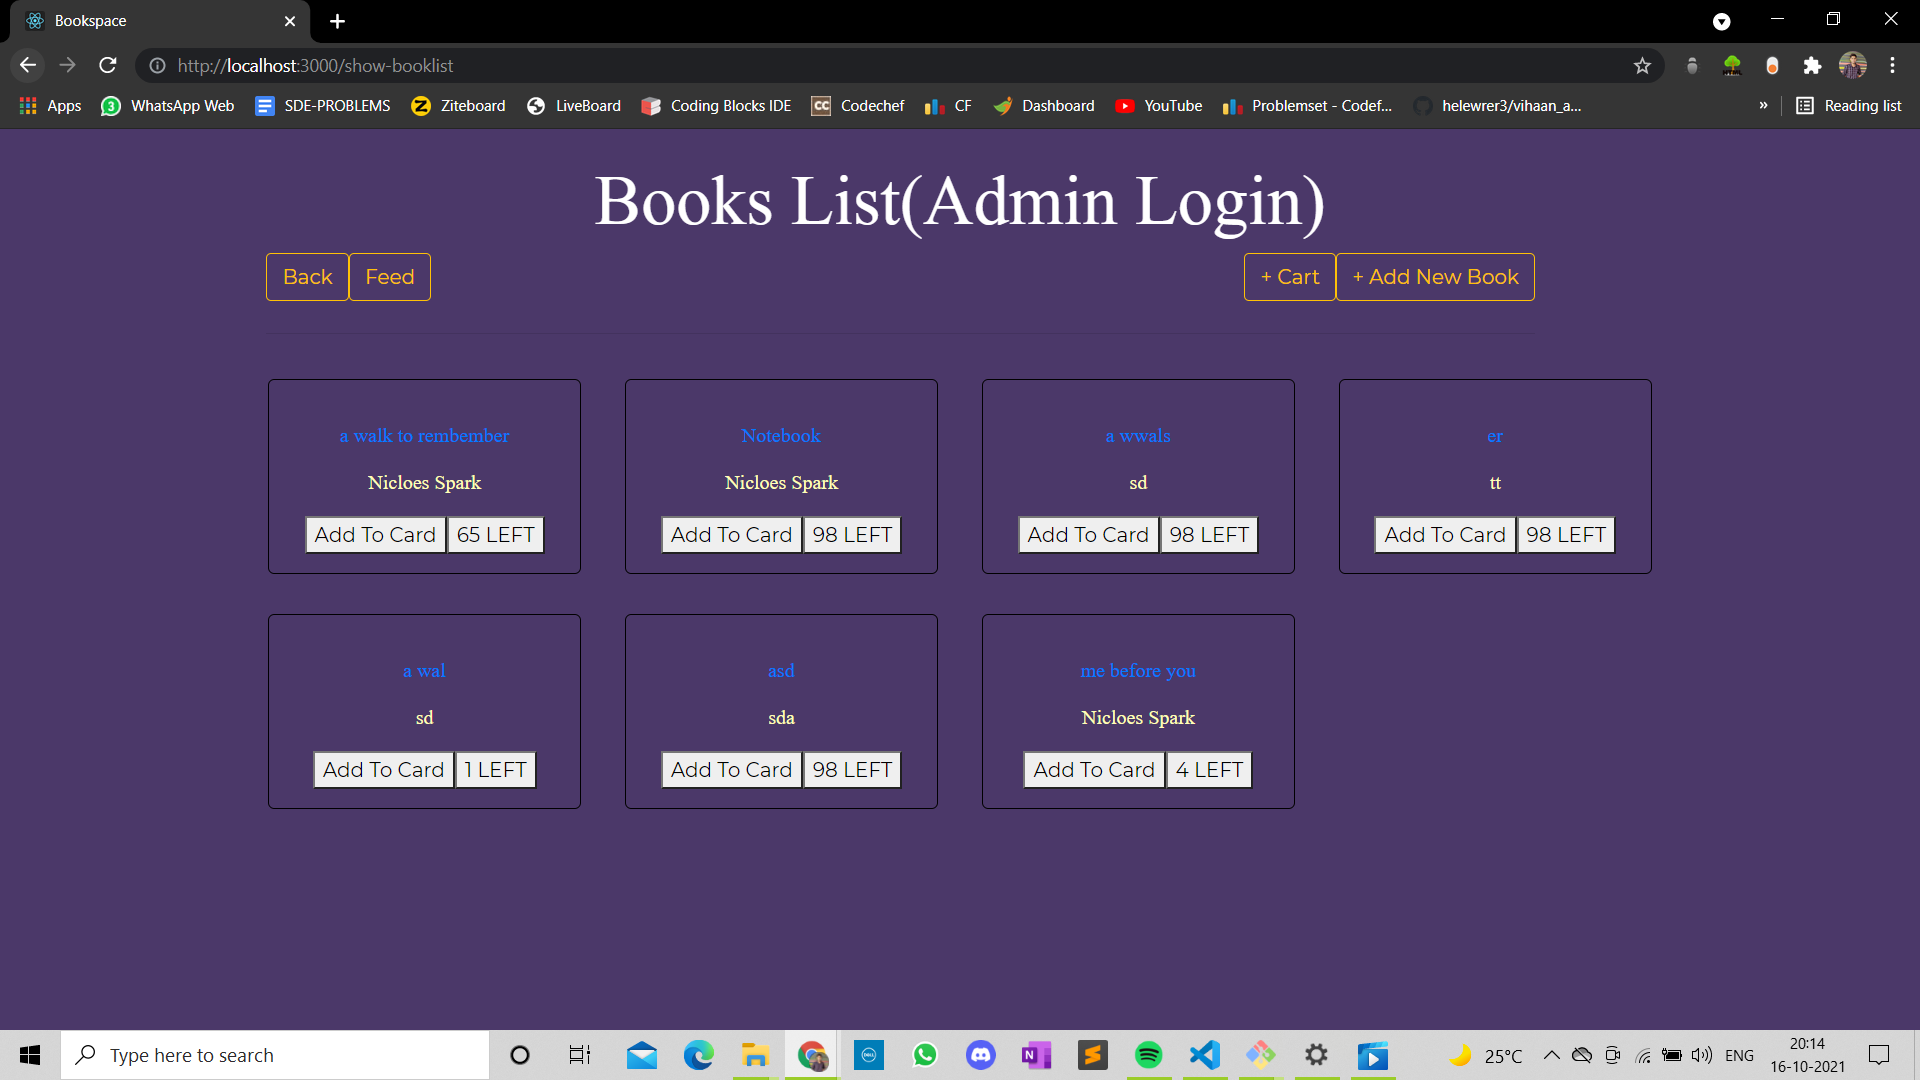 Bookspace
http://localhost:3000/show-booklist
Apps
3
WhatsApp Web
SDE-PROBLEMS
Z
Ziteboard
LiveBoard
Coding Blocks IDE
CC
Codechef
CF
Dashboard
YouTube
Problemset - Codef...
helewrer3/vihaan_a...
»
Reading list
Books List(Admin Login)
Back
Feed
+ Cart
+ Add New Book
a walk to rembember
Notebook
a wwals
er
Nicloes Spark
Nicloes Spark
sd
tt
Add To Card
65 LEFT
Add To Card
98 LEFT
Add To Card
98 LEFT
Add To Card
98 LEFT
a wal
asd
me before you
sd
sda
Nicloes Spark
Add To Card
1 LEFT
Add To Card
98 LEFT
Add To Card
4 LEFT
Type here to search
DELL
N
25°C
ENG
20:14
16-10-2021